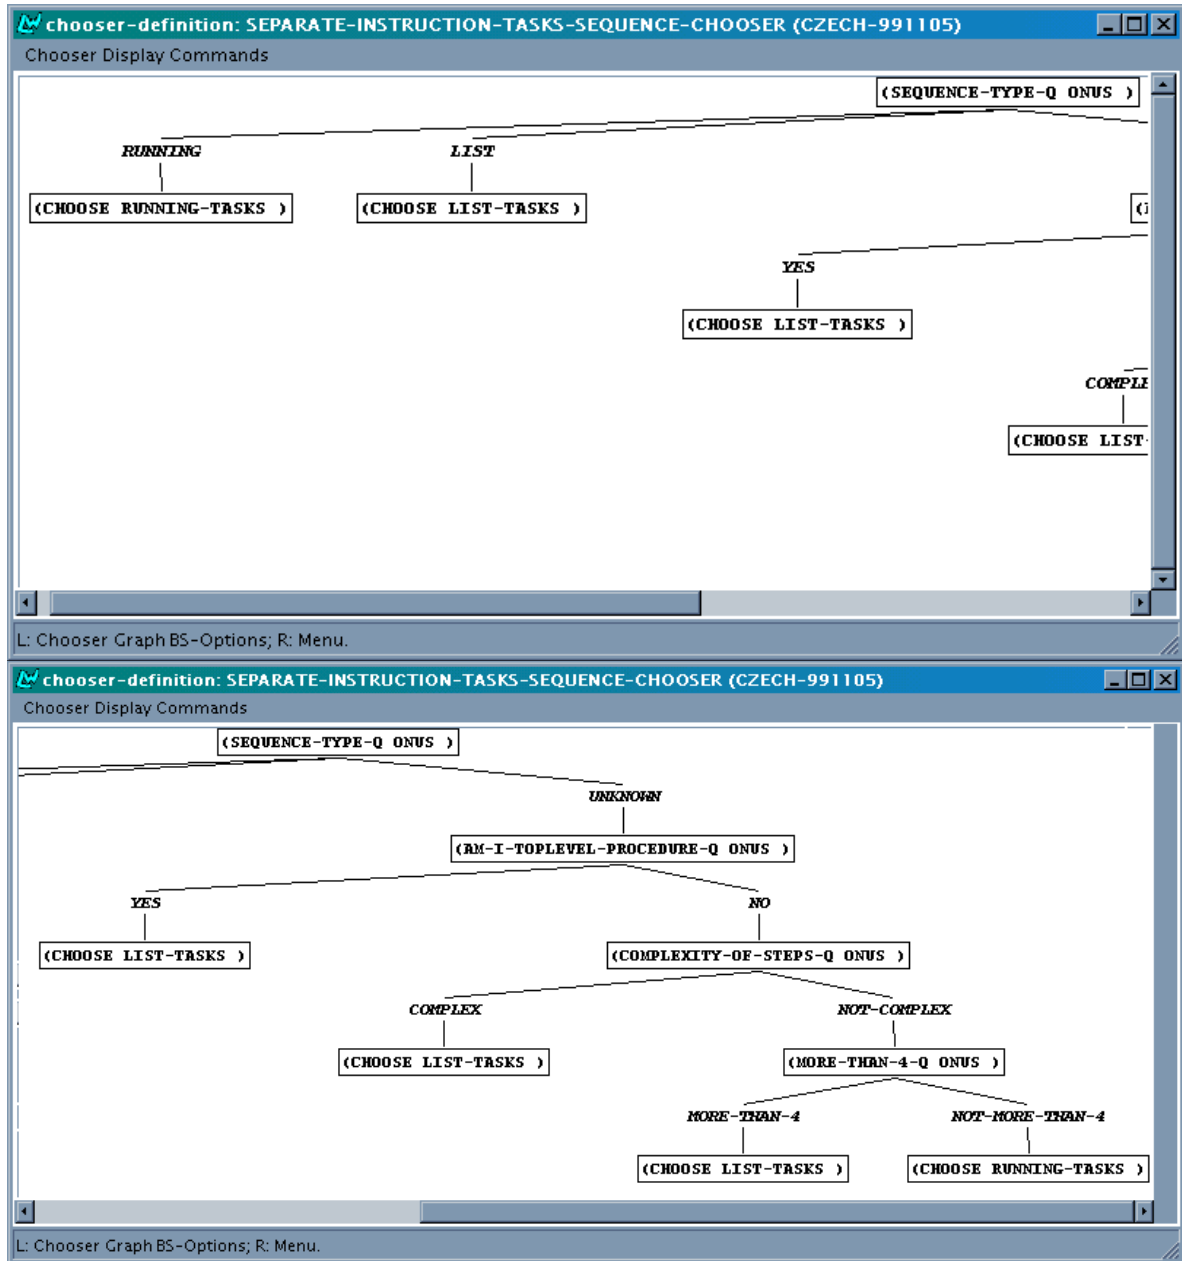 chooser-definition: SEPARATE-INSTRUCTION-TASKS-SEQUENCE-CHOOSER (CZECH-991105)
Chooser Display Commands
(SEQUENCE-TYPE-Q ONUS )
RUNNING LIST
(CHOOSE RUNNING-TASKS ) (CHOOSE LIST-TASKS )
YES
(CHOOSE LIST-TASKS )
COMPLE
(CHOOSE LIST-
L: Chooser Graph BS-Options; R: Menu.
chooser-definition: SEPARATE-INSTRUCTION-TASKS-SEQUENCE-CHOOSER (CZECH-991105)
Chooser Display Commands
(SEQUENCE-TYPE-Q ONUS )
UNKNOWN
(AM-I-TOPLEVEL-PROCEDURE-Q ONUS )
YES NO
(CHOOSE LIST-TASKS ) (COMPLEXITY-OF-STEPS-Q ONUS )
COMPLEX NOT-COMPLEX
(CHOOSE LIST-TASKS ) (MORE-THAN-4-Q ONUS )
MORE-THAN-4 NOT-MORE-THAN-4
(CHOOSE LIST-TASKS ) (CHOOSE RUNNING-TASKS )
L: Chooser Graph BS-Options; R: Menu.